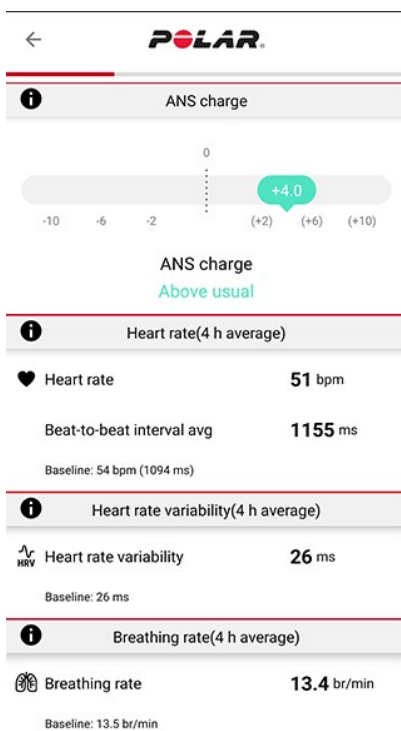 POLAR.
ANS charge
0
+4.0
-10 -6 -2 (+2) (+6) (+10)
ANS charge
Above usual
Heart rate(4 h average)
Heart rate 51 bpm
Beat-to-beat interval avg 1155 ms
Baseline: 54 bpm (1094 ms)
Heart rate variability(4 h average)
HRV Heart rate variability 26 ms
Baseline: 26 ms
Breathing rate(4 h average)
Breathing rate 13.4 br/min
Baseline: 13.5 br/min